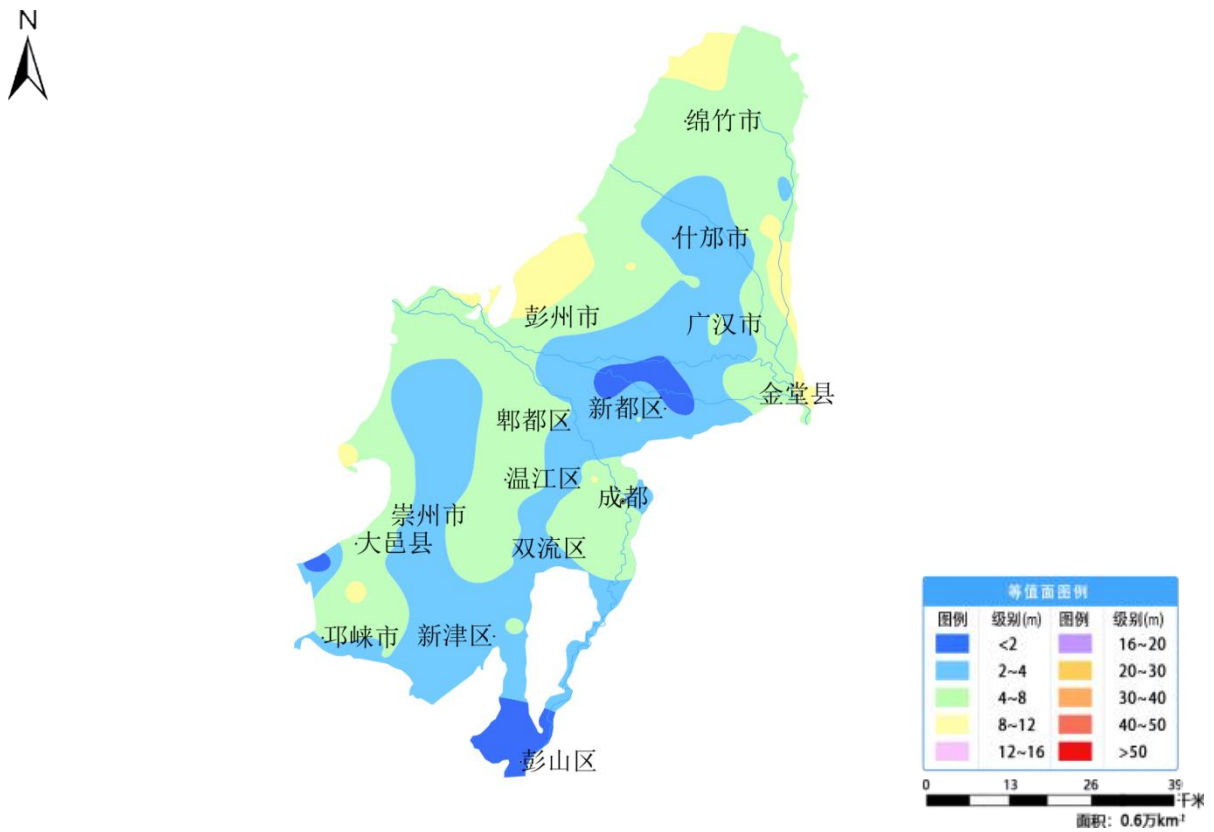 N
绵竹市
什邡市
彭州市
广汉市
金堂县
新都区
郫都区
温江区
成都
崇州市
大邑县
双流区
邛崃市
新津区
彭山区
等值面图例
图例 级别(m) 图例 级别(m)
<2 16~20
2~4 20~30
4~8 30~40
8~12 40~50
12~16 >50
0 13 26 39
千米
面积：0.6万km²